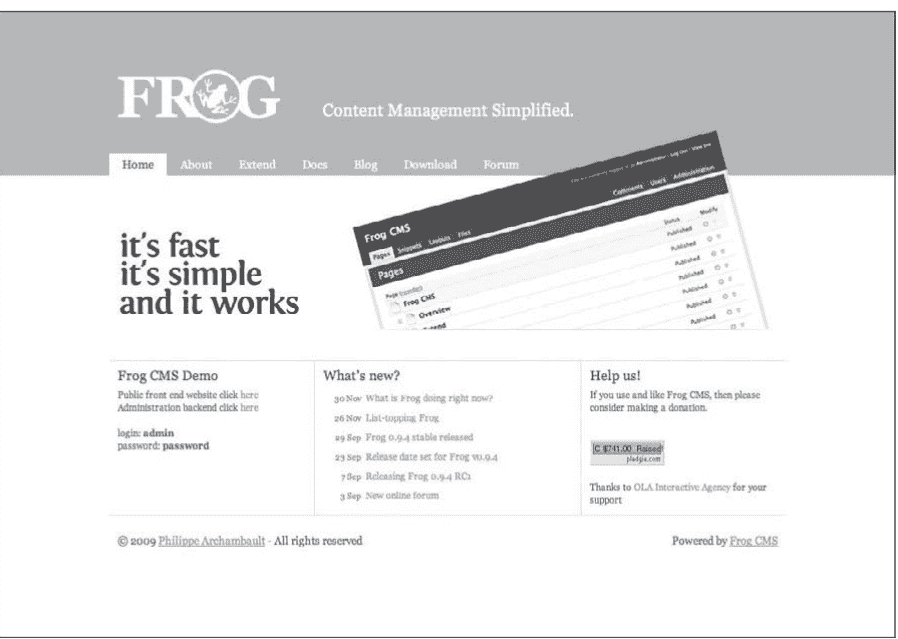 FROG
Content Management Simplified.
Home About Extend Docs Blog Download Forum
Comments Users Administration
Frog CMS
Pages Snippets Layouts Files
Status Modify
Pages
Published
Published
Published
Published
Published
Page
Frog CMS
Overview
it's fast
it's simple
and it works
Frog CMS Demo
Public front end website click here
Administration backend click here
login: admin
password: password
What's new?
30 Nov What is Frog doing right now?
26 Nov List-topping Frog
29 Sep Frog 0.9.4 stable released
23 Sep Release date set for Frog v0.9.4
7 Sep Releasing Frog 0.9.4 RC1
3 Sep New online forum
Help us!
If you use and like Frog CMS, then please
consider making a donation.
$741.00 Raised!
pledgie.com
Thanks to OLA Interactive Agency for your
support
© 2009 Philippe Archambault - All rights reserved
Powered by Frog CMS